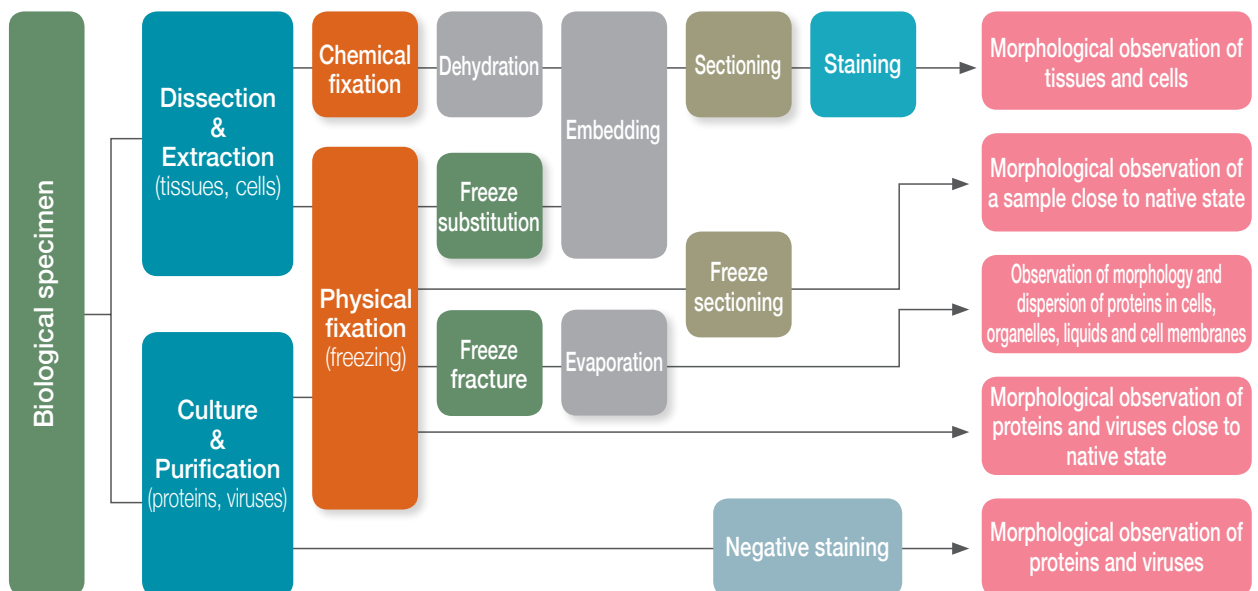 Biological specimen
Dissection
&
Extraction
(tissues, cells)
Culture
&
Purification
(proteins, viruses)
Chemical
fixation
Physical
fixation
(freezing)
Dehydration
Freeze
substitution
Freeze
fracture
Embedding
Evaporation
Sectioning
Freeze
sectioning
Staining
Negative staining
Morphological observation of
tissues and cells
Morphological observation of
a sample close to native state
Observation of morphology and
dispersion of proteins in cells,
organelles, liquids and cell membranes
Morphological observation of
proteins and viruses close to
native state
Morphological observation of
proteins and viruses